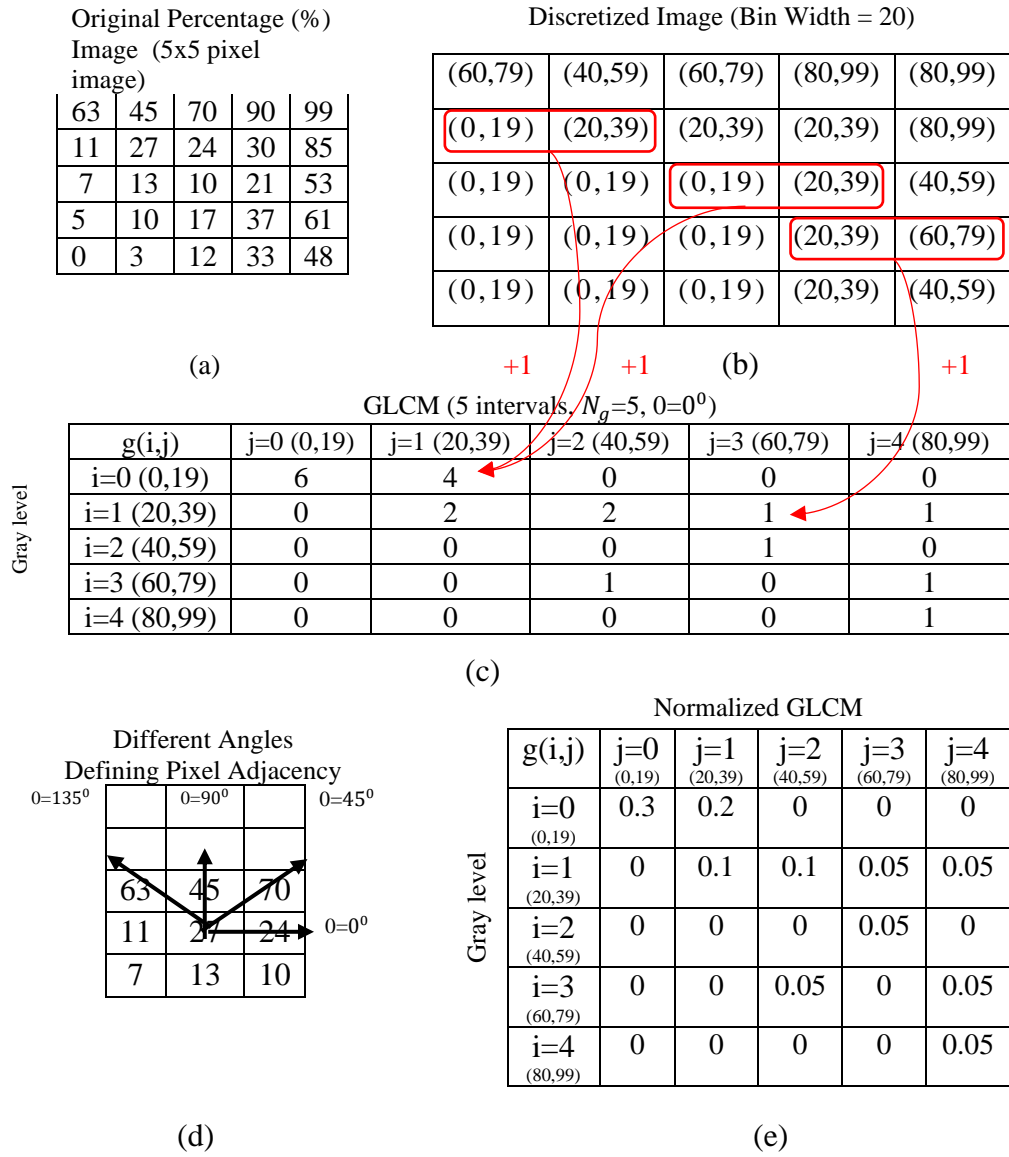 Original Percentage (%)
Image (5x5 pixel
image)
63 45 70 90 99
11 27 24 30 85
7 13 10 21 53
5 10 17 37 61
0 3 12 33 48
(a)
Discretized Image (Bin Width = 20)
(60,79) (40,59) (60,79) (80,99) (80,99)
(0,19) (20,39) (20,39) (20,39) (80,99)
(0,19) (0,19) (0,19) (20,39) (40,59)
(0,19) (0,19) (0,19) (20,39) (60,79)
(0,19) (0,19) (0,19) (20,39) (40,59)
+1 +1 (b) +1
GLCM (5 intervals, N_g=5, 0=0⁰)
g(i,j) j=0 (0,19) j=1 (20,39) j=2 (40,59) j=3 (60,79) j=4 (80,99)
Gray level
i=0 (0,19) 6 4 0 0 0
i=1 (20,39) 0 2 2 1 1
i=2 (40,59) 0 0 0 1 0
i=3 (60,79) 0 0 1 0 1
i=4 (80,99) 0 0 0 0 1
(c)
Different Angles
Defining Pixel Adjacency
0=135⁰ 0=90⁰ 0=45⁰
63 45 70
11 27 24 0=0⁰
7 13 10
(d)
Normalized GLCM
g(i,j) j=0 j=1 j=2 j=3 j=4
(0,19) (20,39) (40,59) (60,79) (80,99)
Gray level
i=0 0.3 0.2 0 0 0
(0,19)
i=1 0 0.1 0.1 0.05 0.05
(20,39)
i=2 0 0 0 0.05 0
(40,59)
i=3 0 0 0.05 0 0.05
(60,79)
i=4 0 0 0 0 0.05
(80,99)
(e)